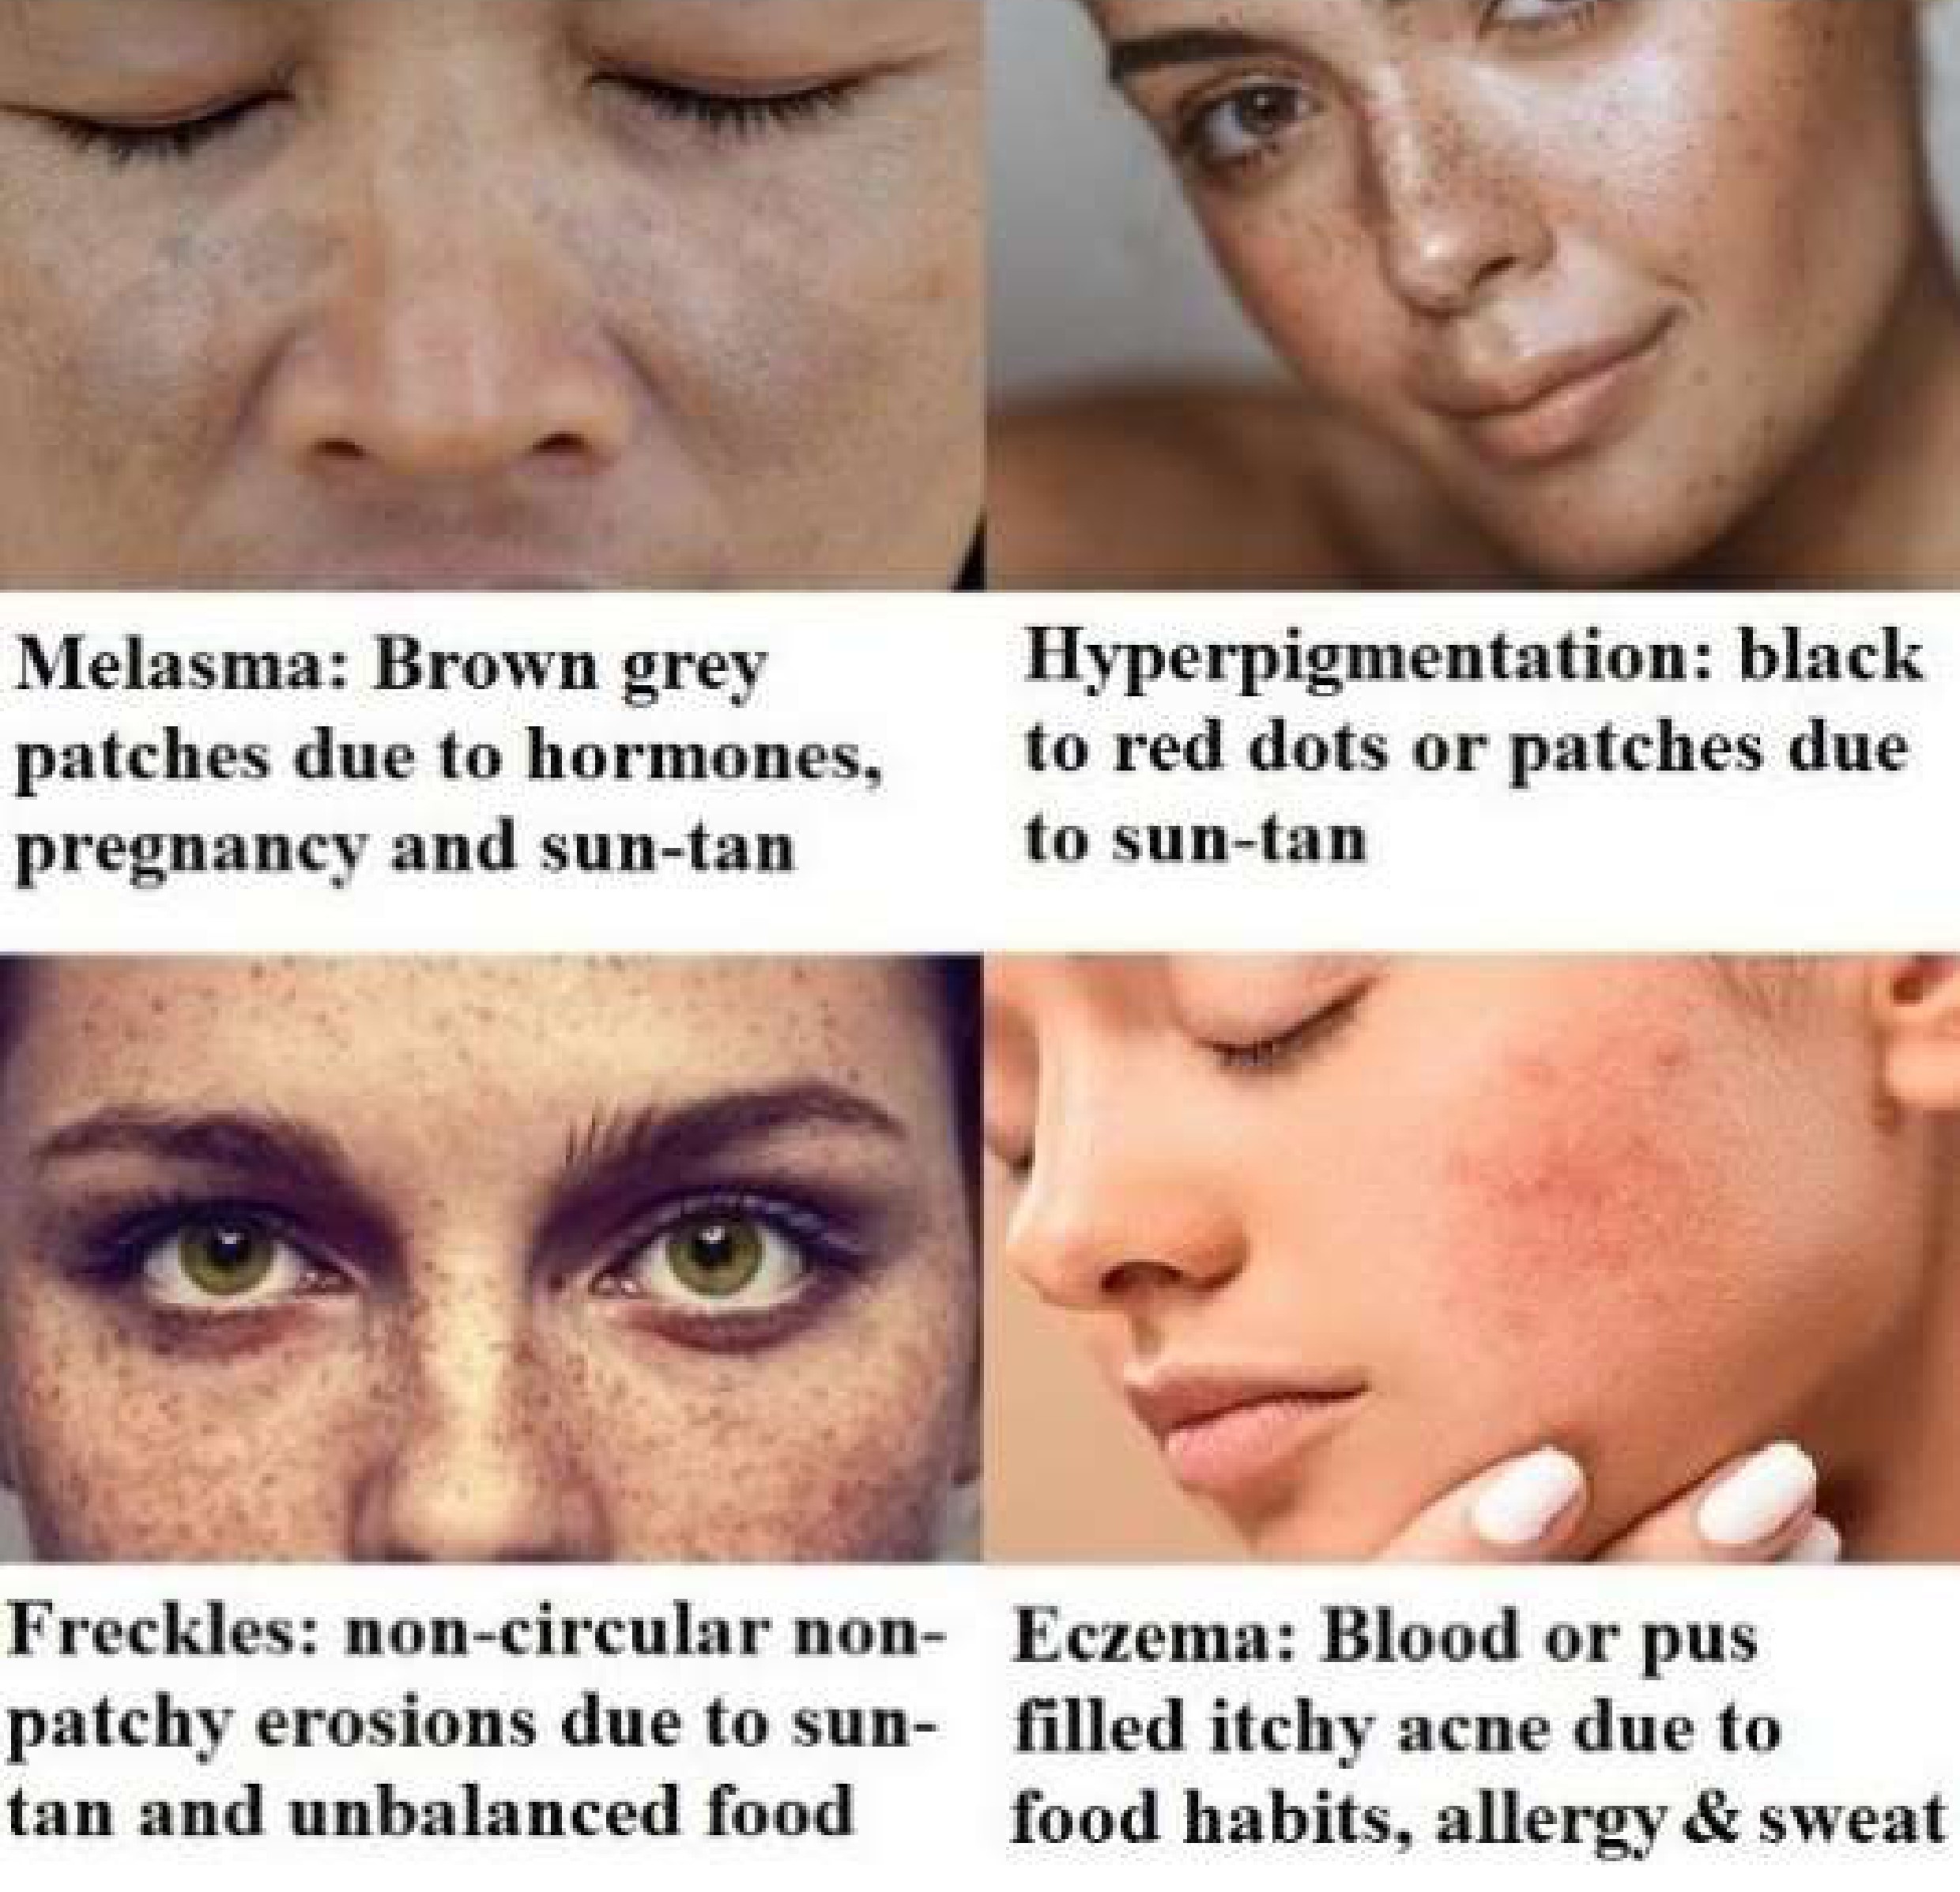 Melasma: Brown grey
patches due to hormones,
pregnancy and sun-tan
Hyperpigmentation: black
to red dots or patches due
to sun-tan
Freckles: non-circular non-
patchy erosions due to sun-
tan and unbalanced food
Eczema: Blood or pus
filled itchy acne due to
food habits, allergy & sweat